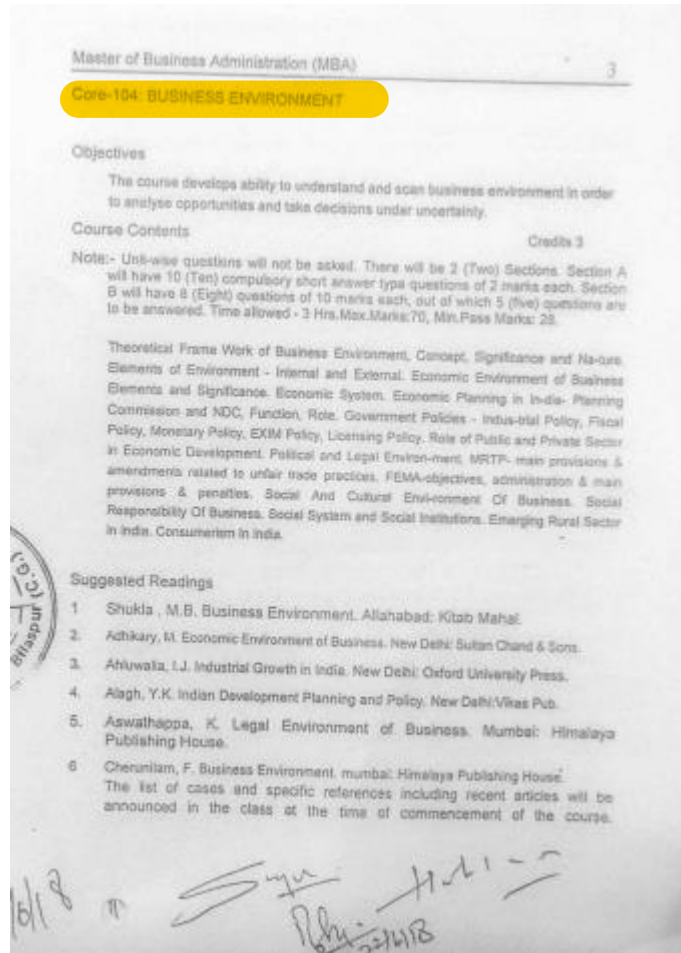 Master of Business Administration (MBA)
3
Core-104: BUSINESS ENVIRONMENT
Objectives
The course develops ability to understand and scan business environment in order
to analyse opportunities and take decisions under uncertainty.
Course Contents
Credits 3
Note:- Unit-wise questions will not be asked. There will be 2 (Two) Sections. Section A
will have 10 (Ten) compulsory short answer type questions of 2 marks each. Section
B will have 8 (Eight) questions of 10 marks each, out of which 5 (five) questions are
to be answered. Time allowed - 3 Hrs.Max.Marks:70, Min.Pass Marks: 28.
Theoretical Frame Work of Business Environment, Concept, Significance and Na-ture.
Elements of Environment - Internal and External. Economic Environment of Business
Elements and Significance. Economic System. Economic Planning in In-dia- Planning
Commission and NDC, Function, Role. Government Policies - Indus-trial Policy, Fiscal
Policy, Monetary Policy, EXIM Policy, Licensing Policy. Role of Public and Private Sector
in Economic Development. Political and Legal Environ-ment, MRTP- main provisions &
amendments related to unfair trade practices. FEMA-objectives, administration & main
provisions & penalties. Social And Cultural Envi-ronment Of Business. Social
Responsibility Of Business. Social System and Social Institutions. Emerging Rural Sector
in India. Consumerism in India.
(C.G.)
Bilaspur
Suggested Readings
1 Shukla , M.B. Business Environment. Allahabad: Kitab Mahal.
2. Adhikary, M. Economic Environment of Business. New Delhi: Sultan Chand & Sons.
3. Ahluwalia, I.J. Industrial Growth in India. New Delhi: Oxford University Press.
4. Alagh, Y.K. Indian Development Planning and Policy. New Delhi:Vikas Pub.
5. Aswathappa, K. Legal Environment of Business. Mumbai: Himalaya
Publishing House.
6 Cherunilam, F. Business Environment. mumbai: Himalaya Publishing House.
The list of cases and specific references including recent articles will be
announced in the class at the time of commencement of the course.